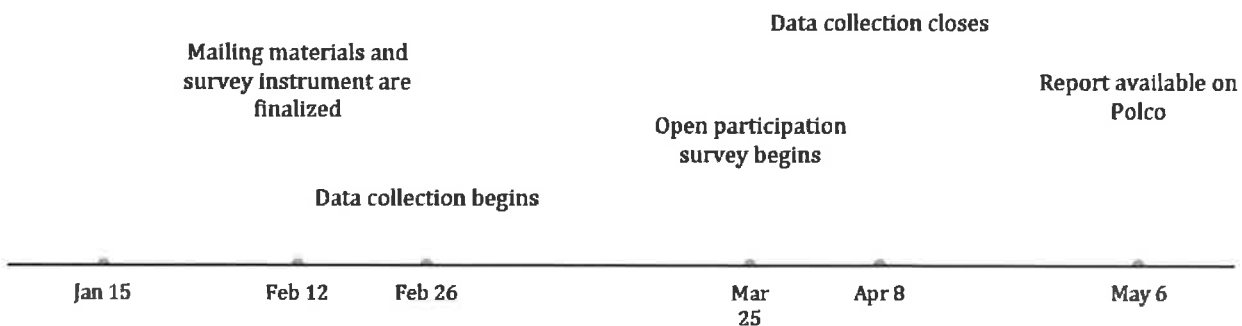 Data collection closes
Mailing materials and
survey instrument are
finalized
Report available on
Polco
Open participation
survey begins
Data collection begins
Jan 15
Feb 12
Feb 26
Mar
25
Apr 8
May 6